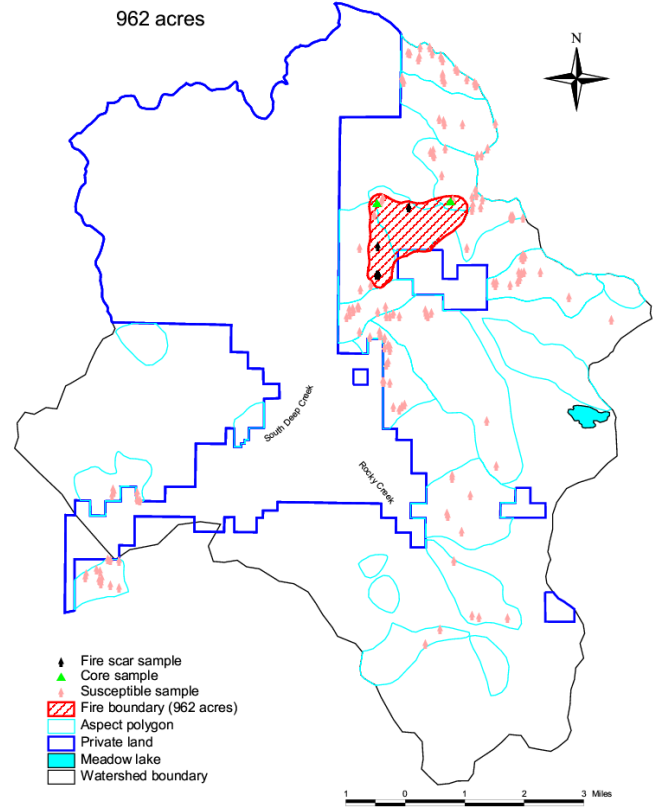 962 acres
N
South Deep Creek
Rocky Creek
Fire scar sample
Core sample
Susceptible sample
Fire boundary (962 acres)
Aspect polygon
Private land
Meadow lake
Watershed boundary
1 0 1 2 3 Miles